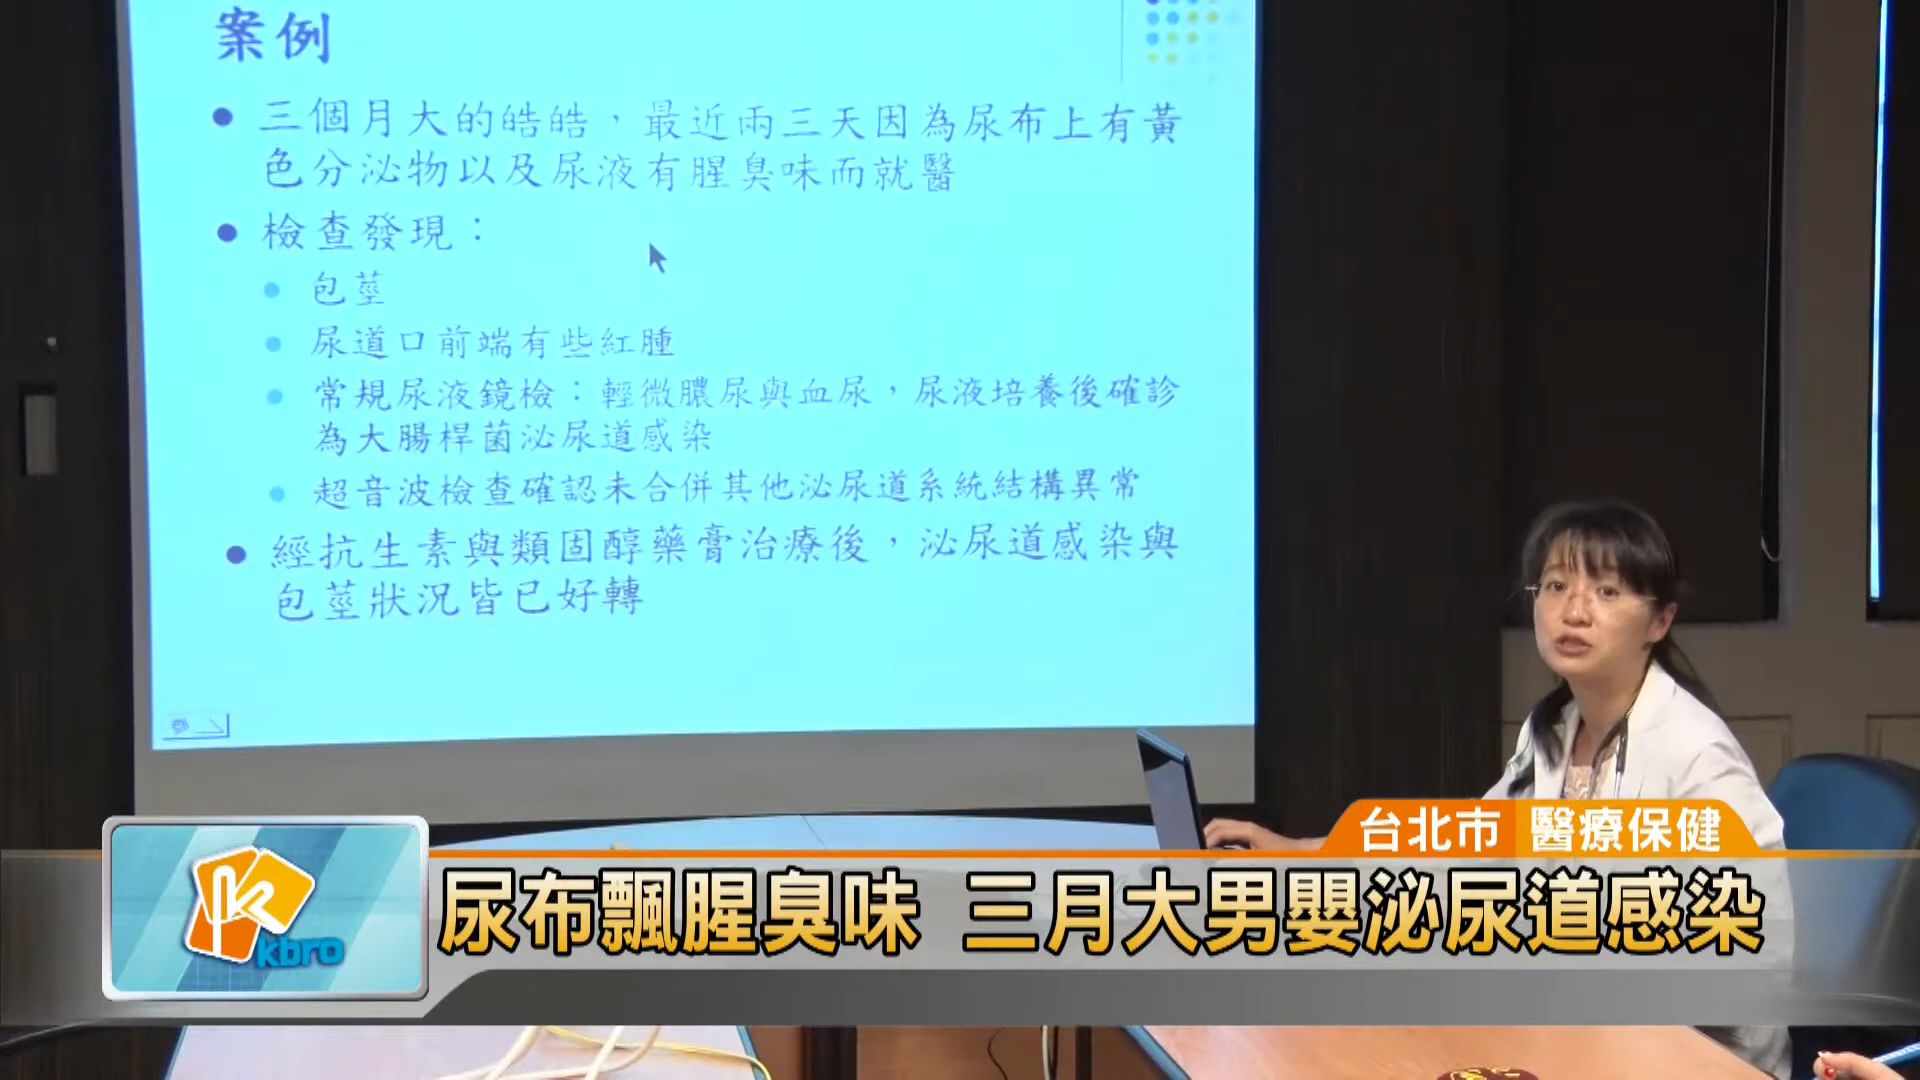 案例
三個月大的皓皓，最近兩三天因為尿布上有黃
色分泌物以及尿液有腥臭味而就醫
檢查發現：
包莖
尿道口前端有些紅腫
常規尿液鏡檢：輕微膿尿與血尿，尿液培養後確診
為大腸桿菌泌尿道感染
超音波檢查確認未合併其他泌尿道系統結構異常
經抗生素與類固醇藥膏治療後，泌尿道感染與
包莖狀況皆已好轉
台北市 醫療保健
kbro
尿布飄腥臭味 三月大男嬰泌尿道感染